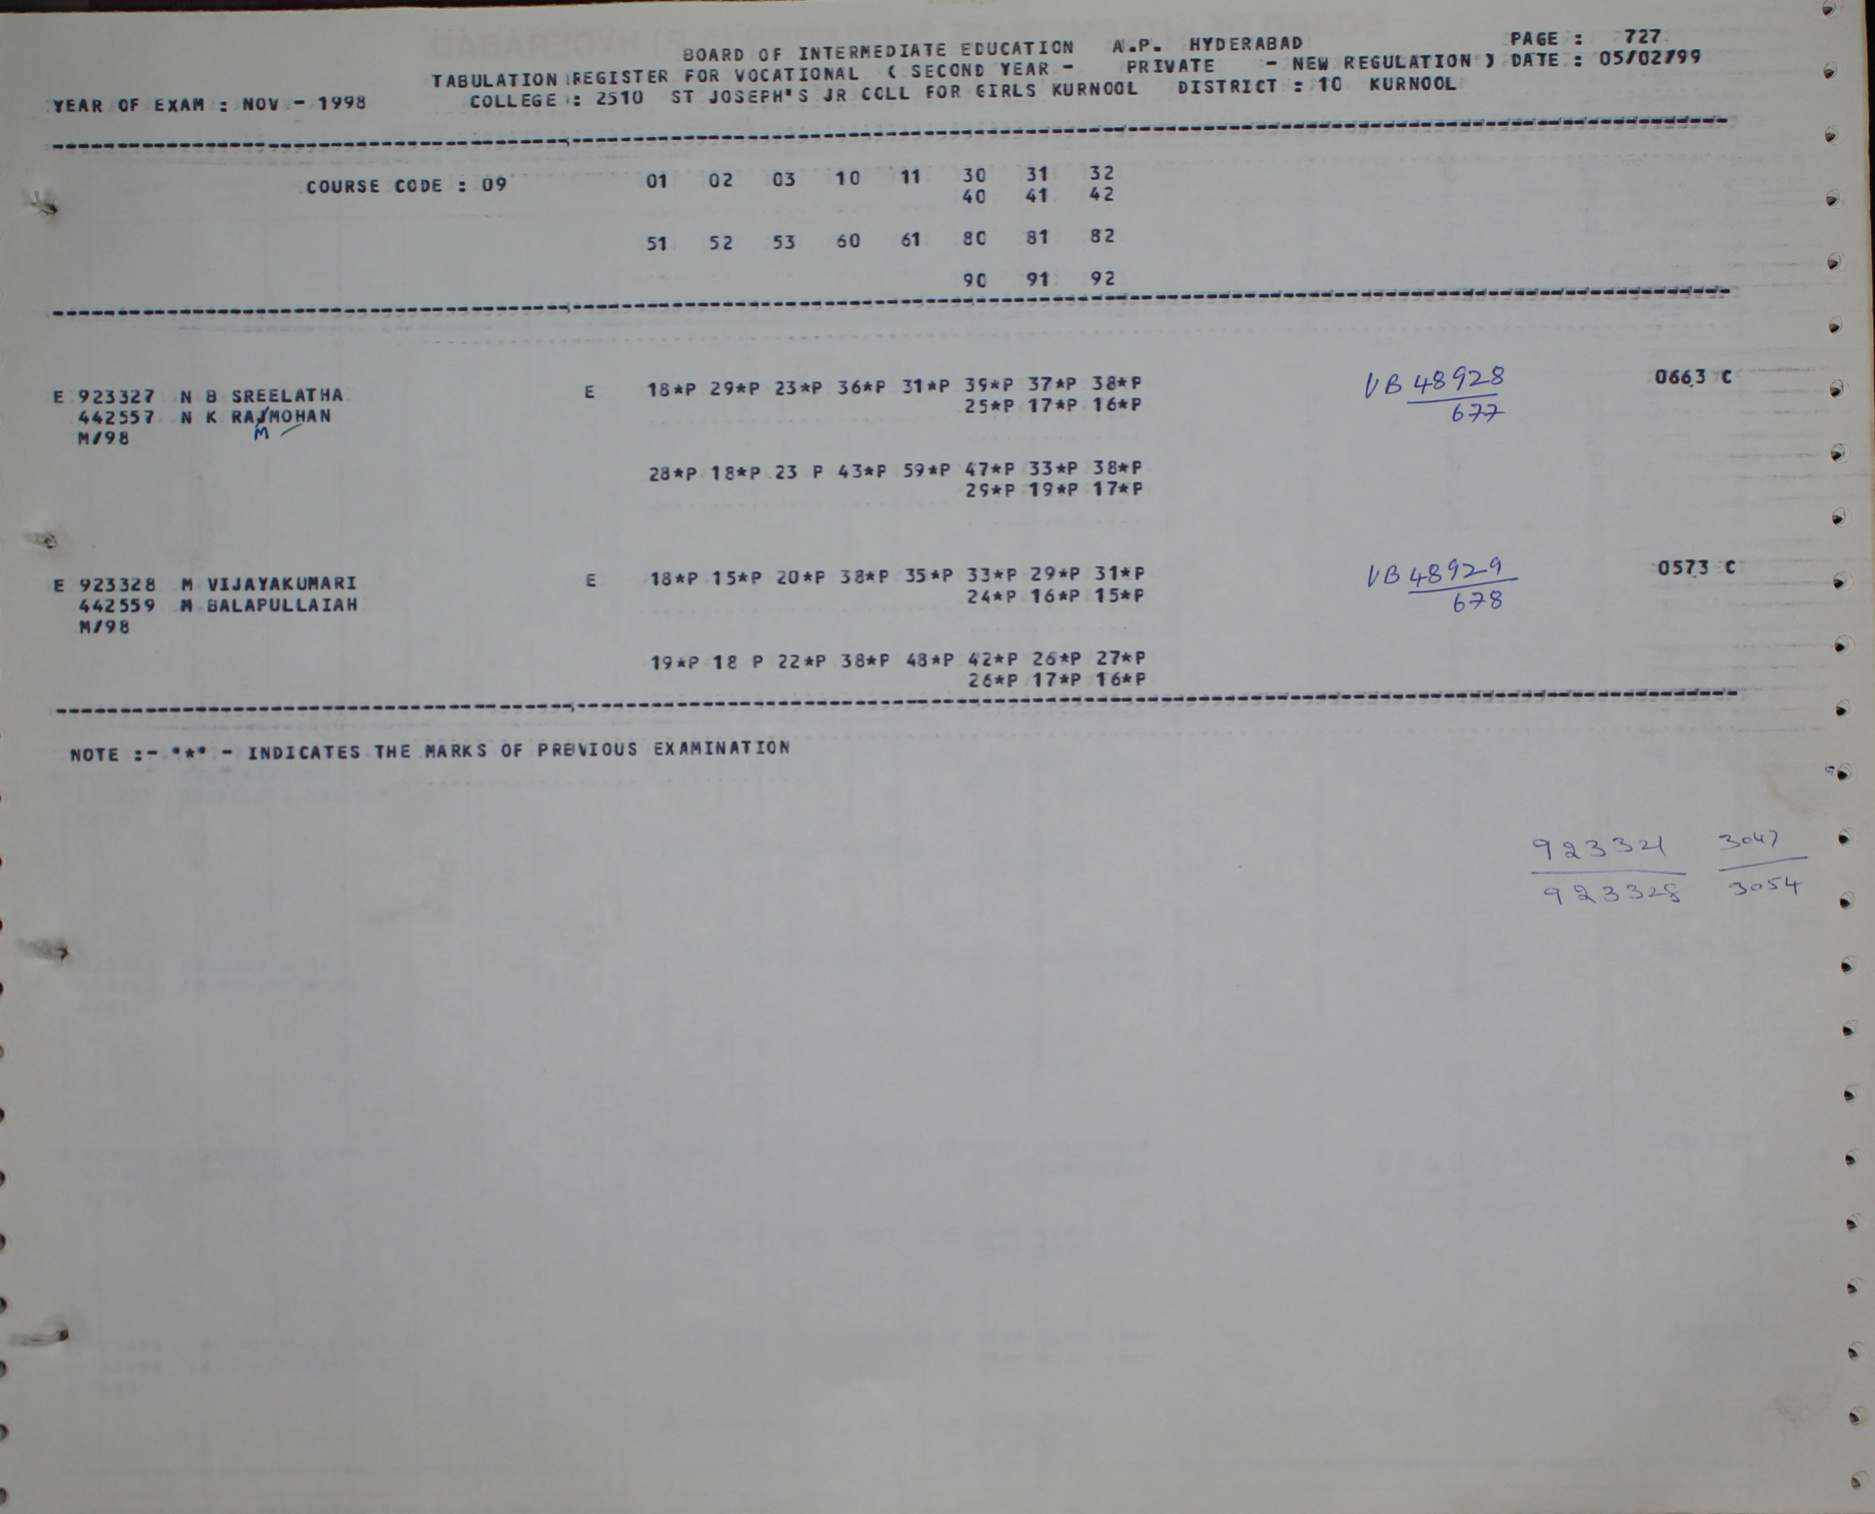 BOARD OF INTERMEDIATE EDUCATION A.P. HYDERABAD PAGE : 727
TABULATION REGISTER FOR VOCATIONAL ( SECOND YEAR - PRIVATE - NEW REGULATION ) DATE : 05/02/99
YEAR OF EXAM : NOV - 1998 COLLEGE : 2510 ST JOSEPH'S JR COLL FOR GIRLS KURNOOL DISTRICT : 10 KURNOOL
COURSE CODE : 09 01 02 03 10 11 30 31 32
40 41 42
51 52 53 60 61 80 81 82
90 91 92
E 923327 N B SREELATHA E 18*P 29*P 23*P 36*P 31*P 39*P 37*P 38*P VB 48928 0663 C
442557 N K RAJMOHAN 25*P 17*P 16*P 677
M/98 M
28*P 18*P 23 P 43*P 59*P 47*P 33*P 38*P
29*P 19*P 17*P
E 923328 M VIJAYAKUMARI E 18*P 15*P 20*P 38*P 35*P 33*P 29*P 31*P VB 48929 0573 C
442559 M BALAPULLAIAH 24*P 16*P 15*P 678
M/98
19*P 18 P 22*P 38*P 48*P 42*P 26*P 27*P
26*P 17*P 16*P
NOTE :- "*" - INDICATES THE MARKS OF PREVIOUS EXAMINATION
923321 3047
923328 3054